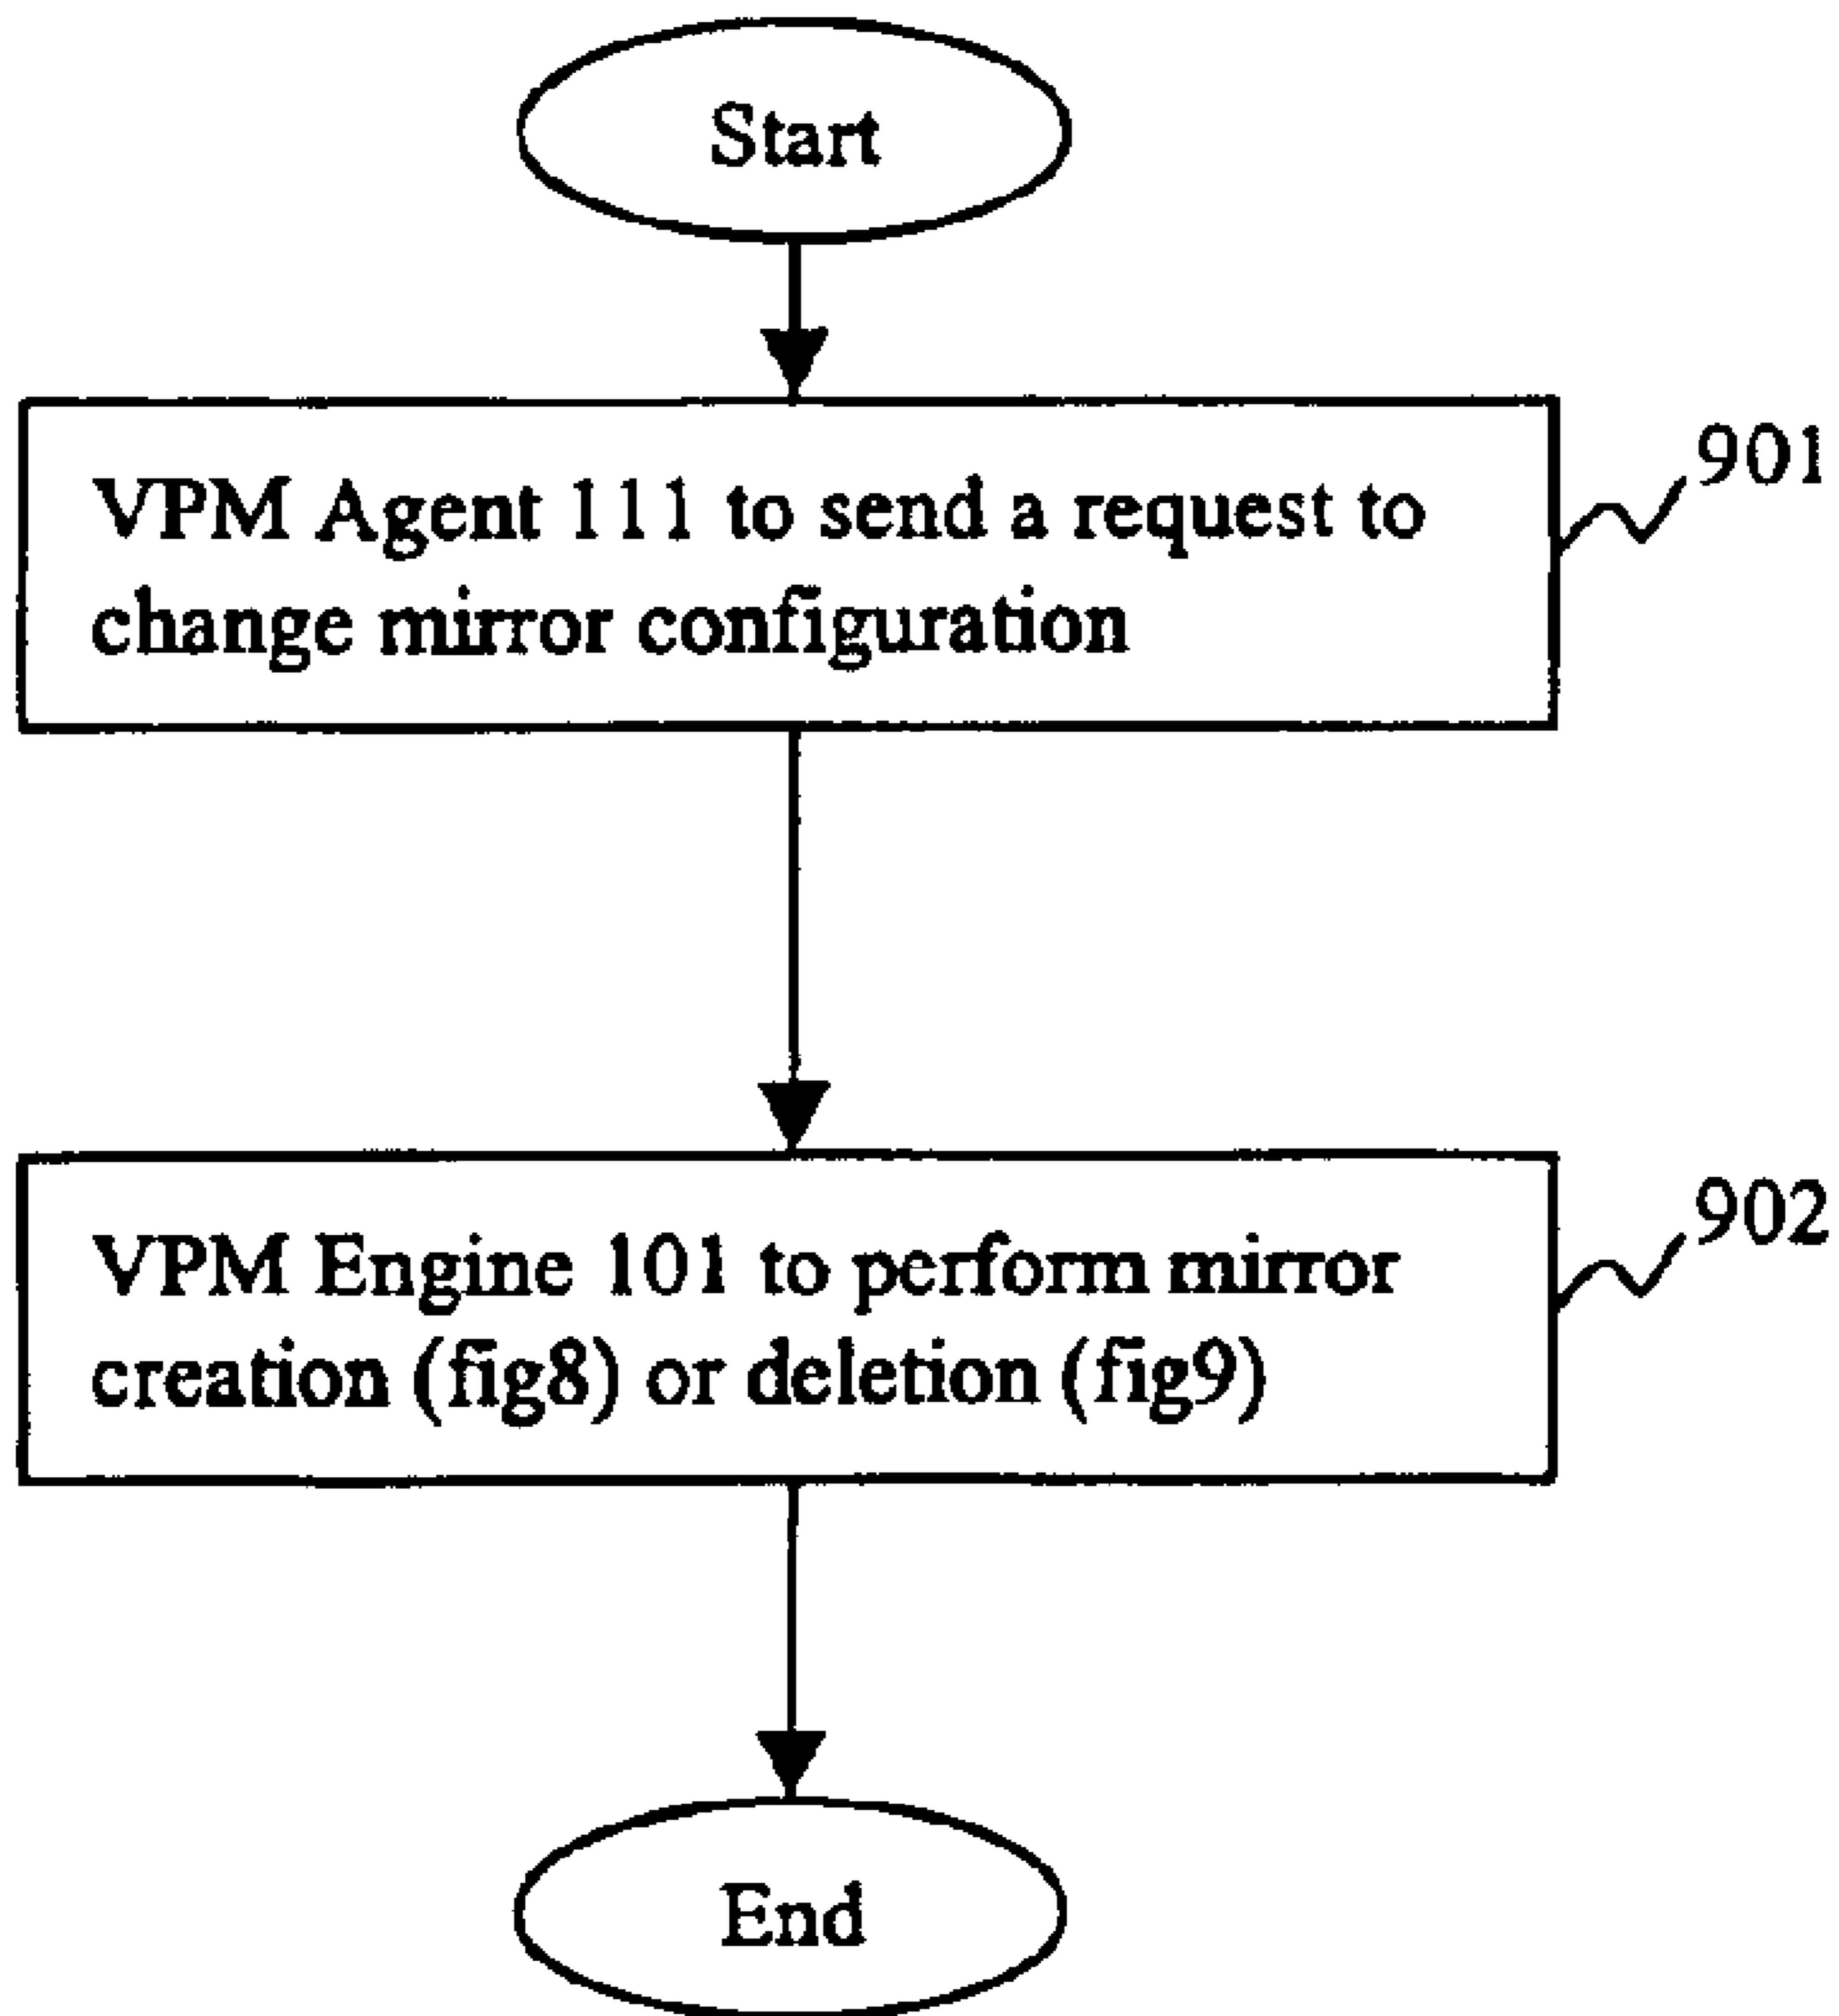 Start
VPM Agent 111 to send a request to
change mirror configuration
901
VPM Engine 101 to perform mirror
creation (fig8) or deletion (fig9)
902
End